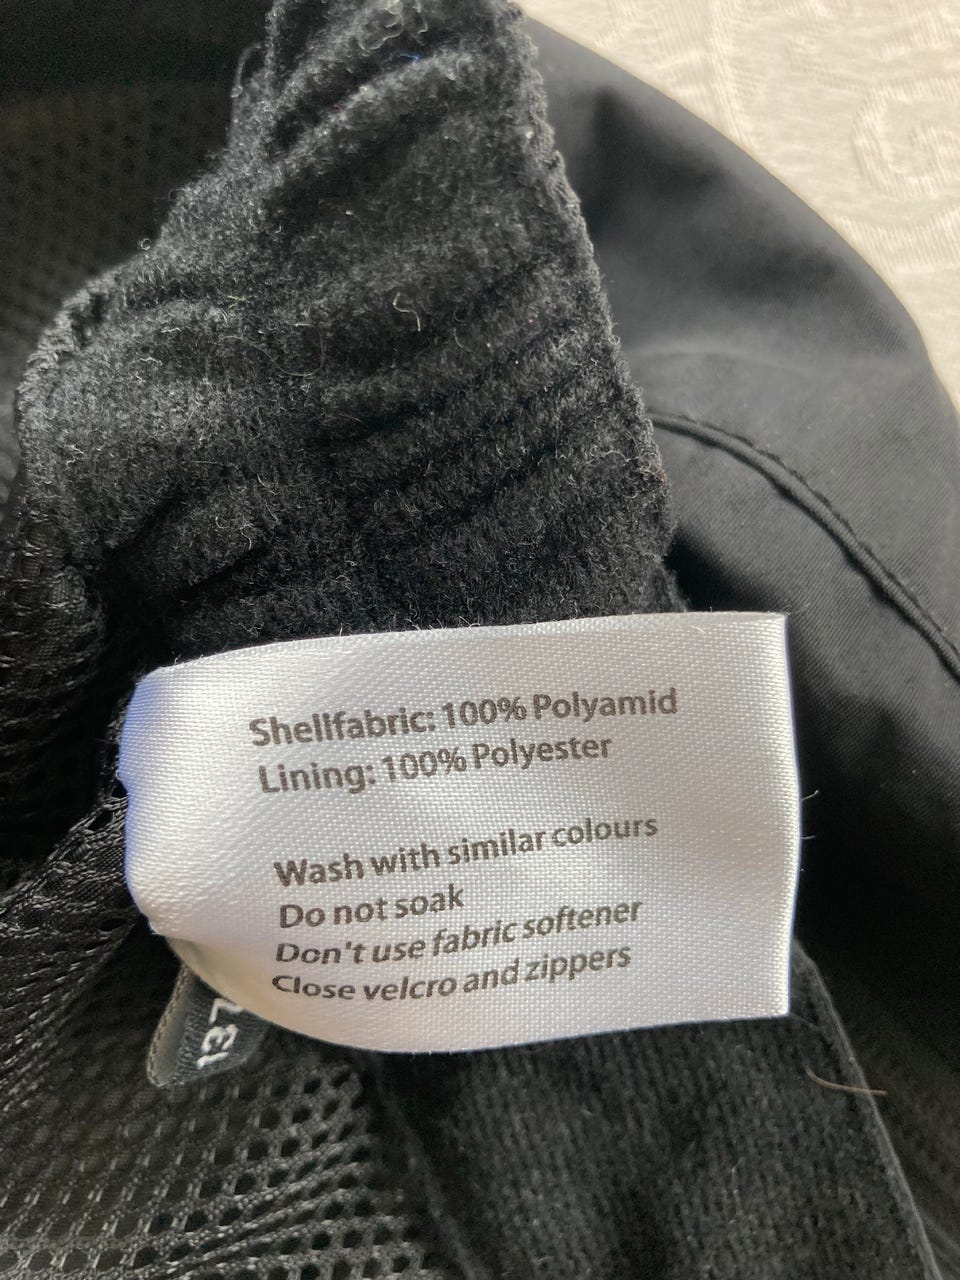 Shellfabric: 100% Polyamid
Lining: 100% Polyester
Wash with similar colours
Do not soak
Don't use fabric softener
Close velcro and zippers